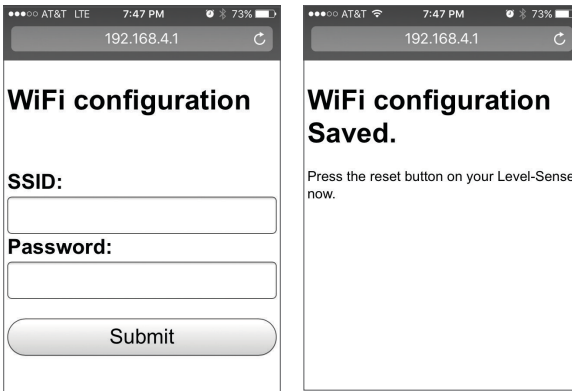 AT&T LTE 7:47 PM 73%
192.168.4.1
WiFi configuration
SSID:
Password:
Submit
AT&T 7:47 PM 73%
192.168.4.1
WiFi configuration
Saved.
Press the reset button on your Level-Sense
now.